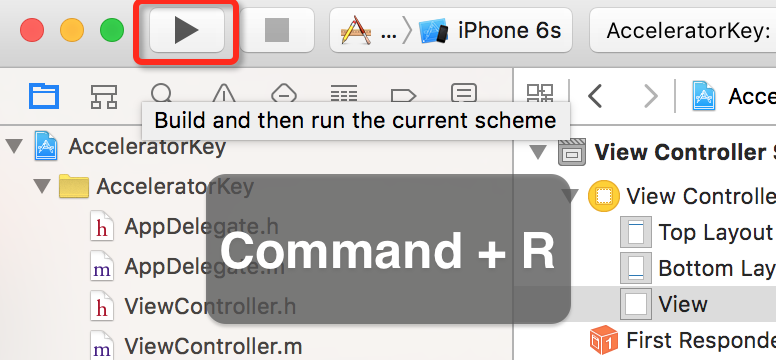 ... iPhone 6s
AcceleratorKey:
Build and then run the current scheme
Acce
AcceleratorKey
View Controller S
AcceleratorKey
View Controlle
AppDelegate.h
Top Layout
Command + R
AppDelegate.m
Bottom Lay
h ViewController.h
View
m ViewController.m
First Responde